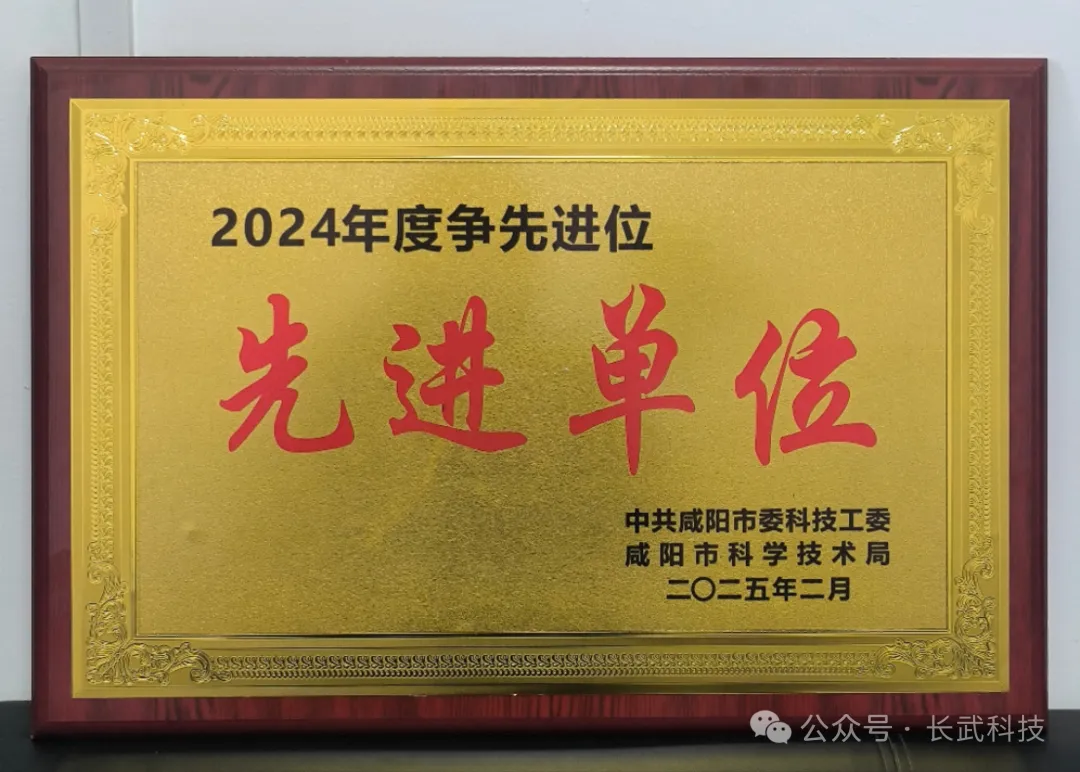 2024年度争先进位
先进单位
中共咸阳市委科技工委
咸阳市科学技术局
二〇二五年二月
公众号·长武科技